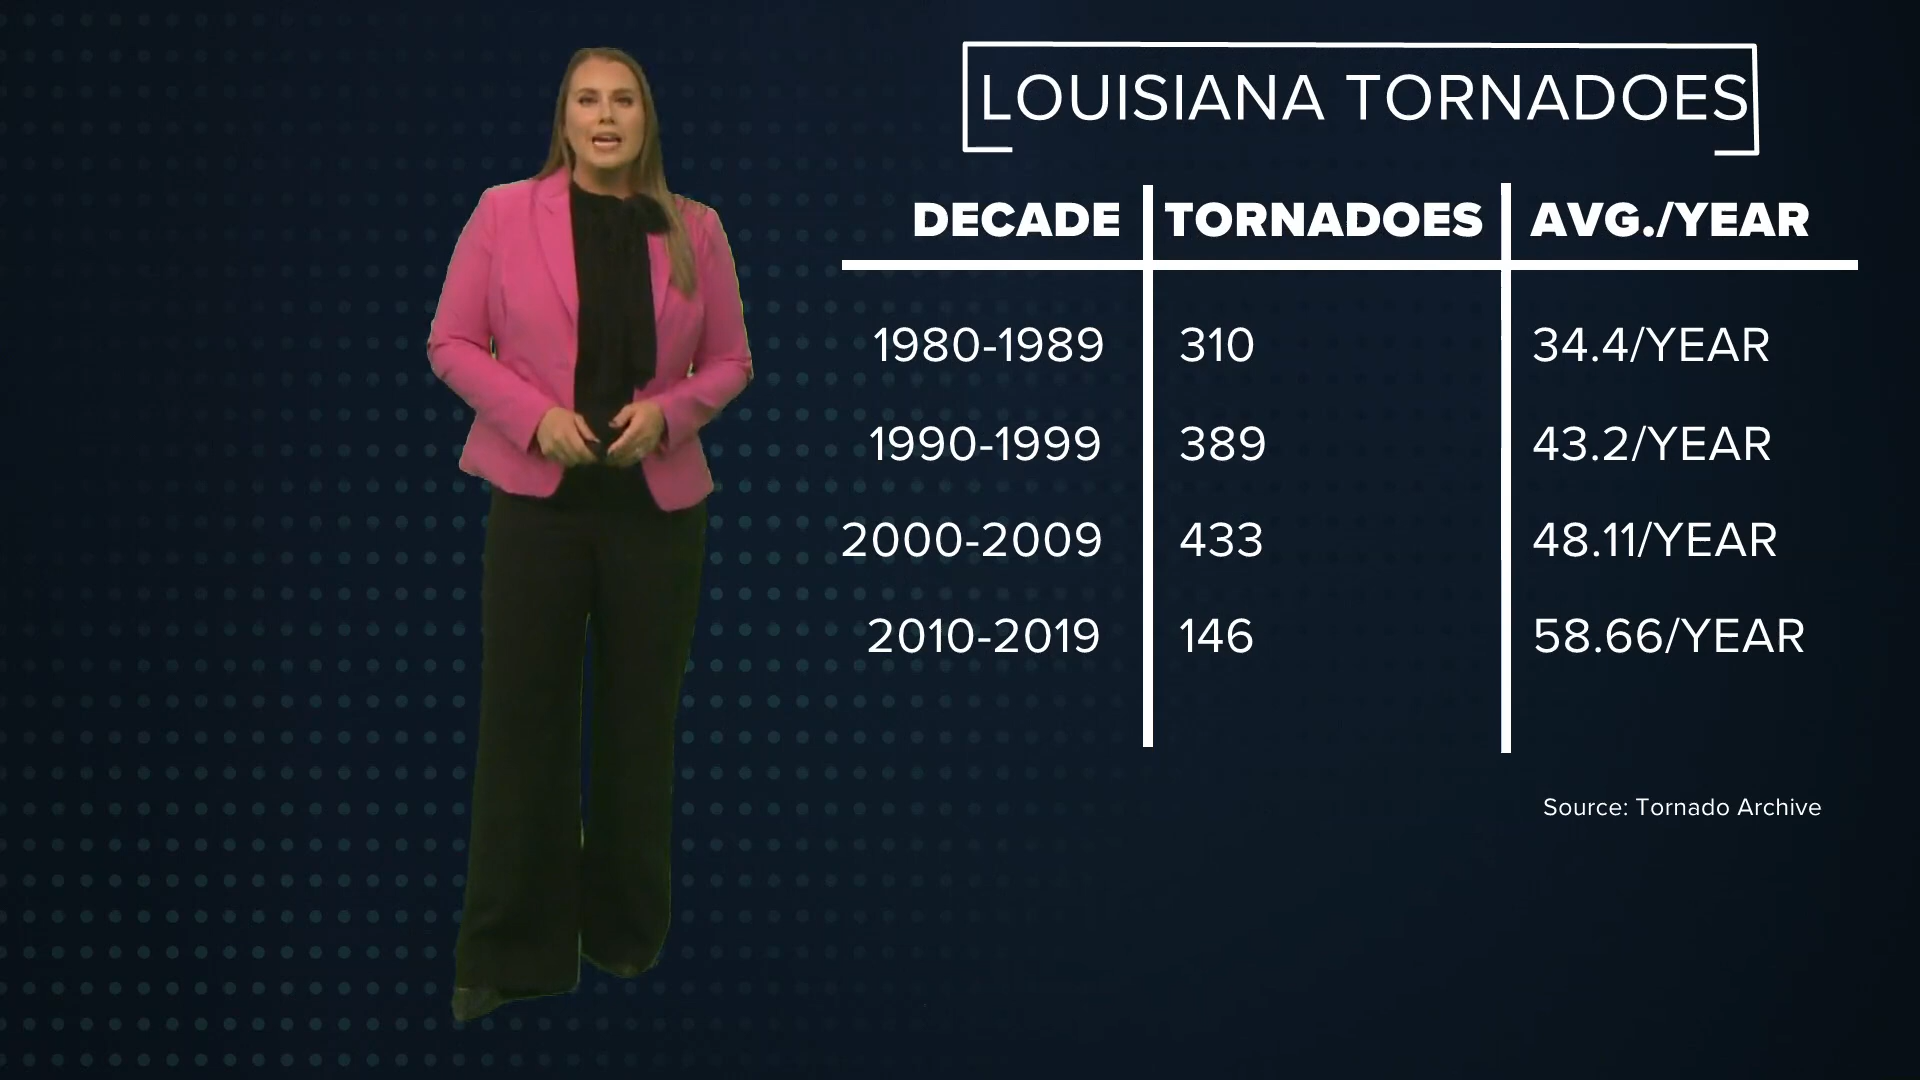 LOUISIANA TORNADOES
DECADE TORNADOES AVG./YEAR
1980-1989 310 34.4/YEAR
1990-1999 389 43.2/YEAR
2000-2009 433 48.11/YEAR
2010-2019 146 58.66/YEAR
Source: Tornado Archive